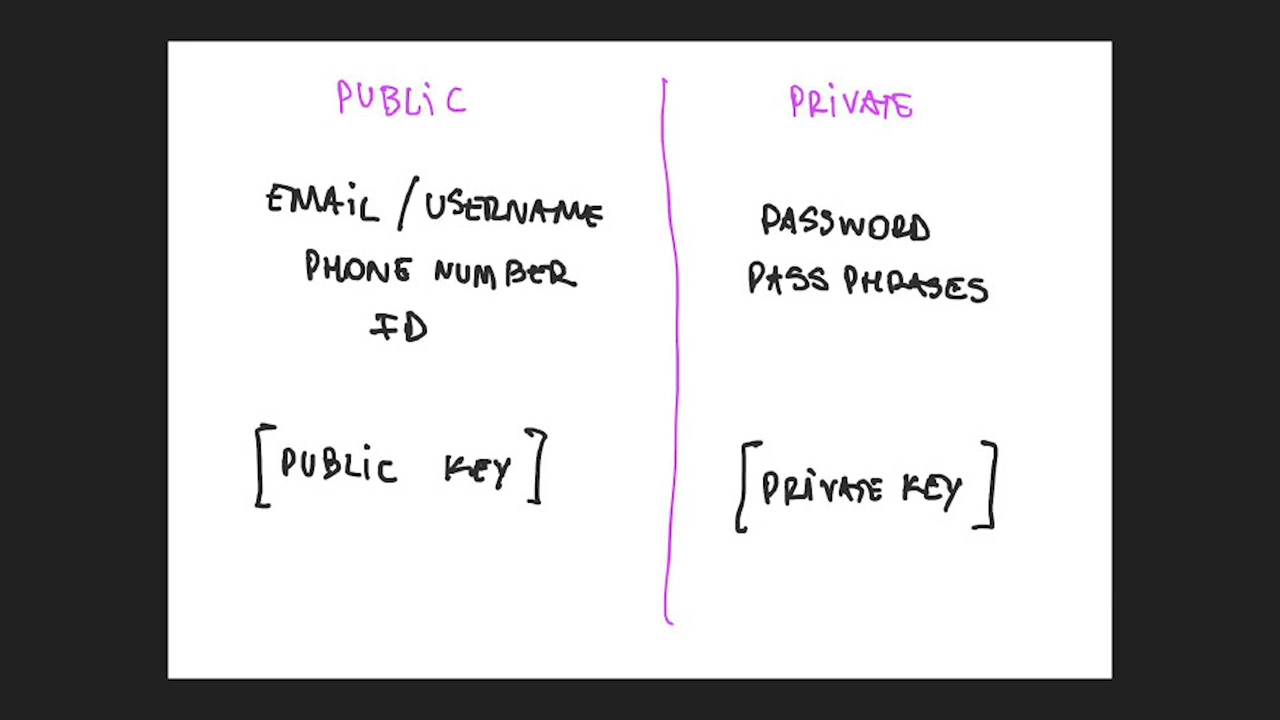 PUBLIC
EMAIL / USERNAME
PHONE NUMBER
ID
[PUBLIC KEY]
PRIVATE
PASSWORD
PASS PHRASES
[PRIVATE KEY]